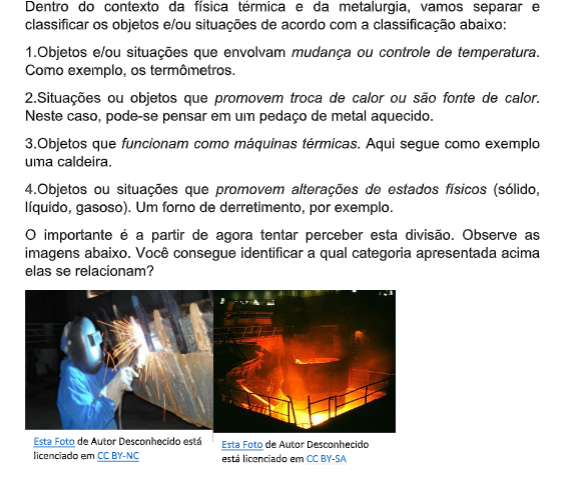 Dentro do contexto da física térmica e da metalurgia, vamos separar e
classificar os objetos e/ou situações de acordo com a classificação abaixo:
1.Objetos e/ou situações que envolvam mudança ou controle de temperatura.
Como exemplo, os termômetros.
2.Situações ou objetos que promovem troca de calor ou são fonte de calor.
Neste caso, pode-se pensar em um pedaço de metal aquecido.
3.Objetos que funcionam como máquinas térmicas. Aqui segue como exemplo
uma caldeira.
4.Objetos ou situações que promovem alterações de estados físicos (sólido,
líquido, gasoso). Um forno de derretimento, por exemplo.
O importante é a partir de agora tentar perceber esta divisão. Observe as
imagens abaixo. Você consegue identificar a qual categoria apresentada acima
elas se relacionam?
Esta Foto de Autor Desconhecido está
licenciado em CC BY-NC
Esta Foto de Autor Desconhecido
está licenciado em CC BY-SA